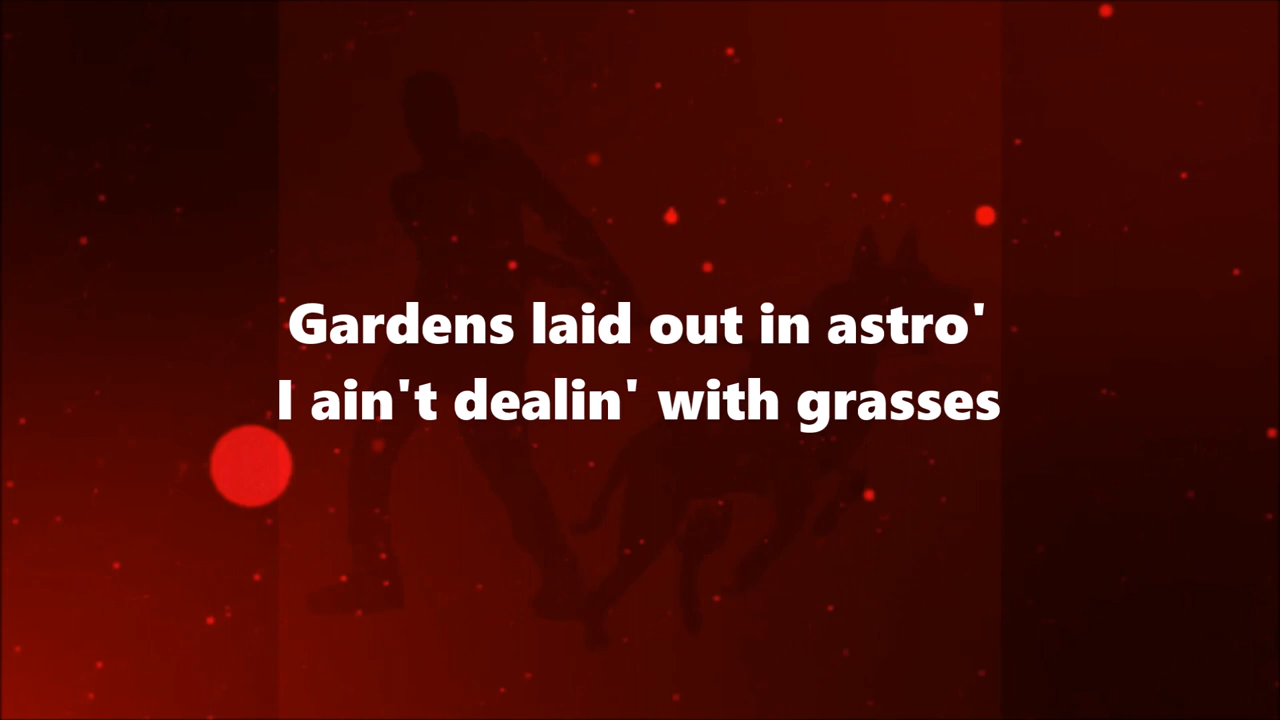 Gardens laid out in astro'
I ain't dealin' with grasses